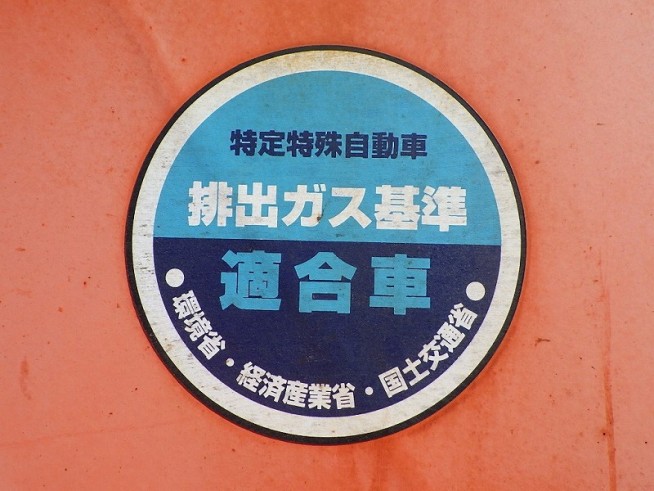 特定特殊自動車
排出ガス基準
適合車
●環境省・経済産業省・国土交通省●